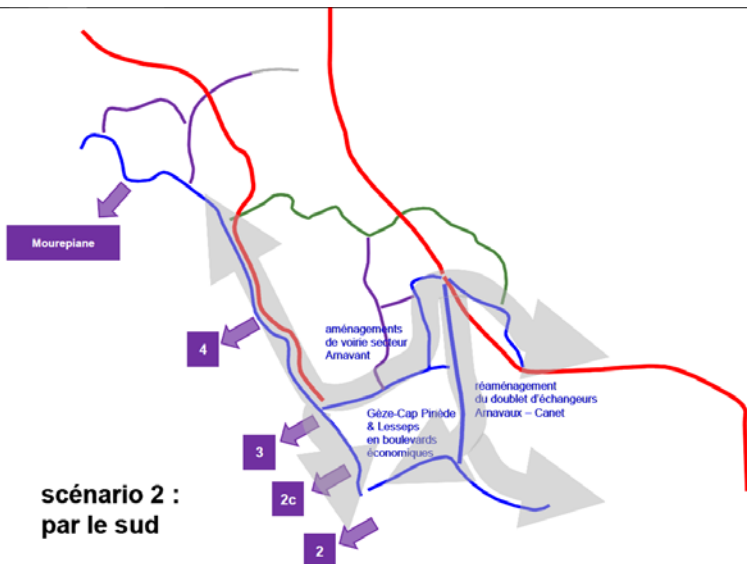 Mourepiane
4
aménagements
de voirie secteur
Arnavant
réaménagement
du doublet d'échangeurs
Arnavaux – Canet
Gèze-Cap Pinède
& Lesseps
en boulevards
économiques
3
2c
2
scénario 2 :
par le sud